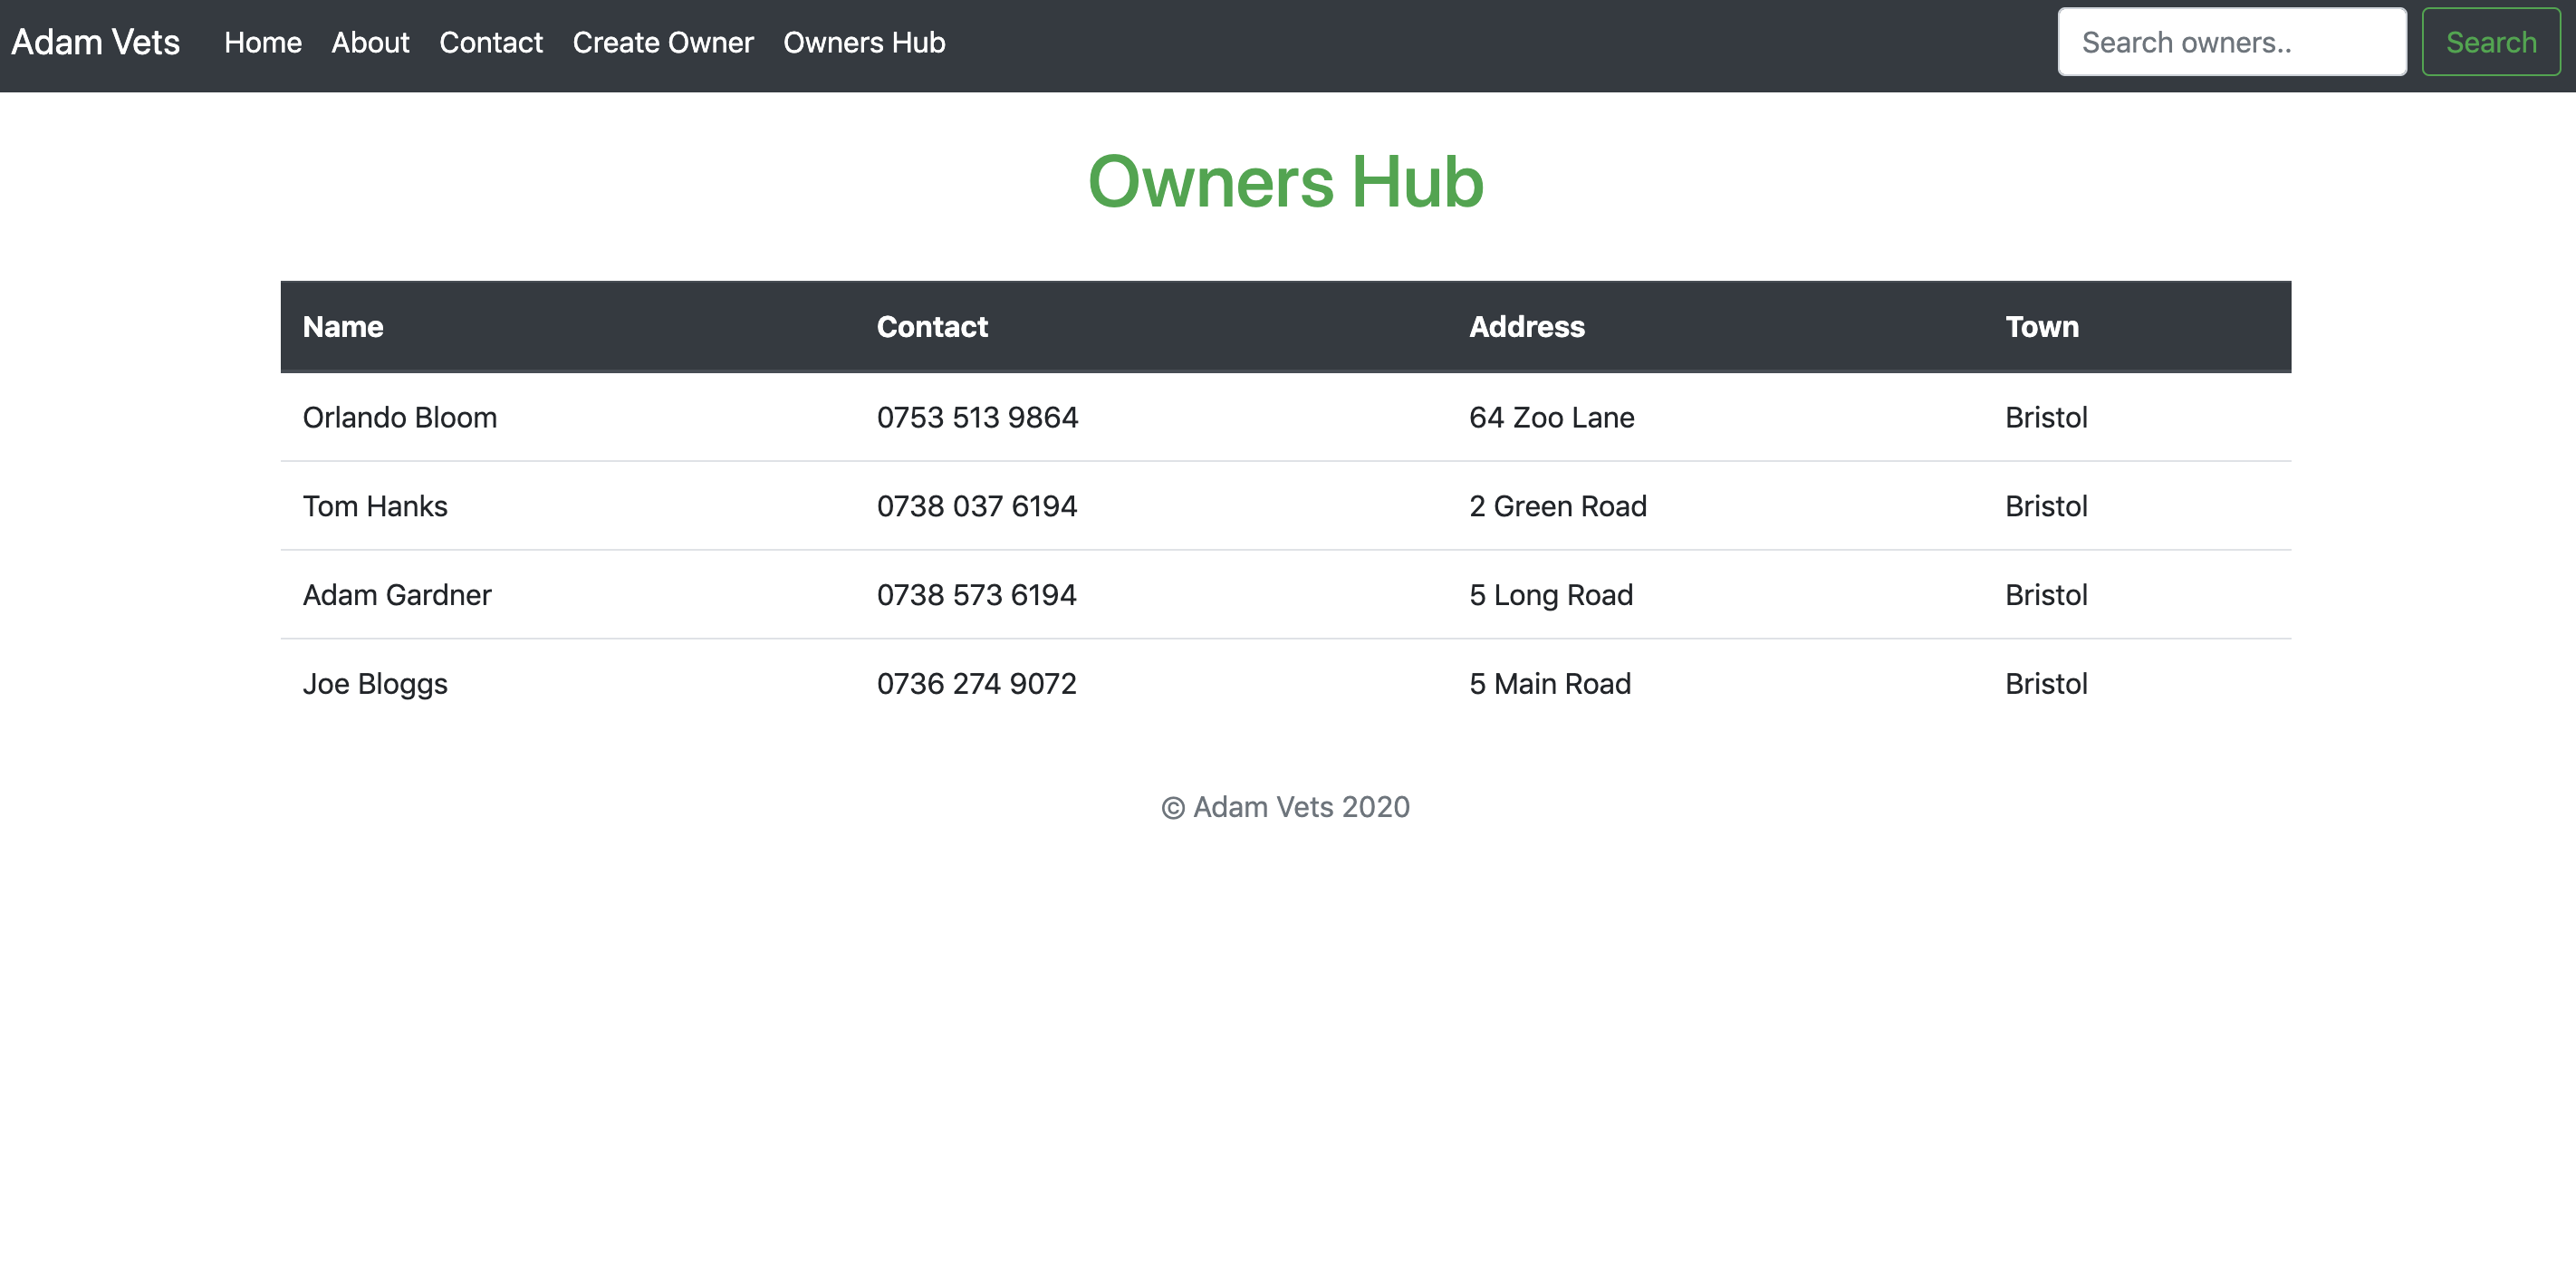 Adam Vets Home About Contact Create Owner Owners Hub Search owners.. Search
Owners Hub
Name Contact Address Town
Orlando Bloom 0753 513 9864 64 Zoo Lane Bristol
Tom Hanks 0738 037 6194 2 Green Road Bristol
Adam Gardner 0738 573 6194 5 Long Road Bristol
Joe Bloggs 0736 274 9072 5 Main Road Bristol
© Adam Vets 2020